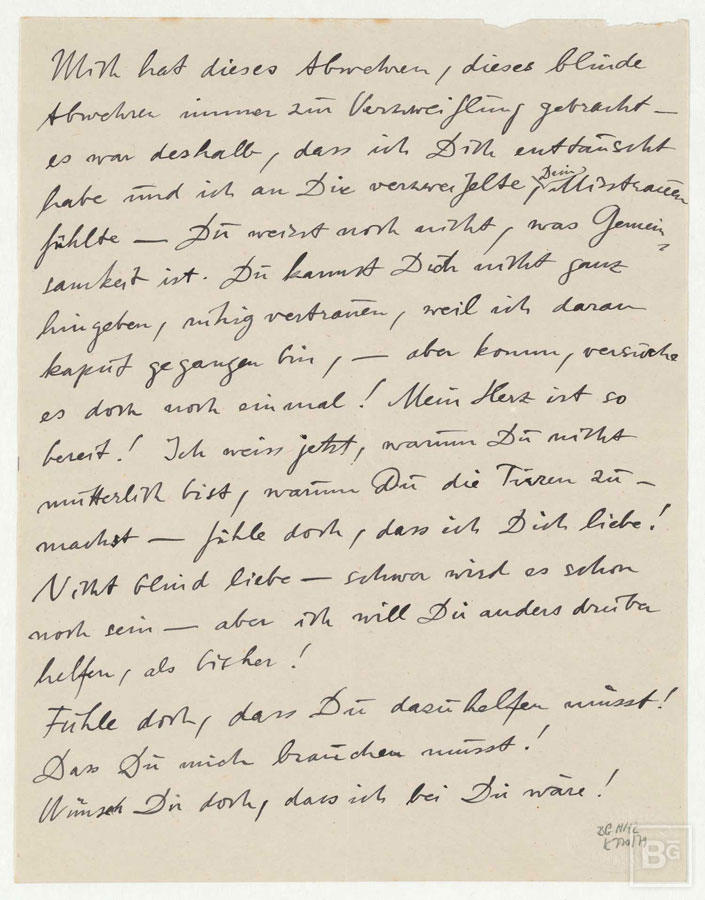 Mich hat dieses Abwehren, dieses blinde
Abwehren immer zur Verzweiflung gebracht —
es war deshalb, dass ich Dich enttäuscht
habe und ich an Dir verzweifelte, Dein Misstrauen
fühlte — Du weisst noch nicht, was Gemein-
samkeit ist. Du kannst Dich nicht ganz
hingeben, ruhig vertrauen, weil ich daran
kaput gegangen bin, — aber komm, versuche
es doch noch einmal! Mein Herz ist so
bereit! Ich weiss jetzt, warum Du nicht
mütterlich bist, warum Du die Türen zu-
machst — fühle doch, dass ich Dich liebe!
Nicht blind liebe — schwer wird es schon
noch sein — aber ich will Dir anders drüber
helfen, als bisher!
Fühle doch, dass Du dazu helfen musst!
Dass Du mich brauchen musst!
Wünsch Dir doch, dass ich bei Dir wäre!
BG